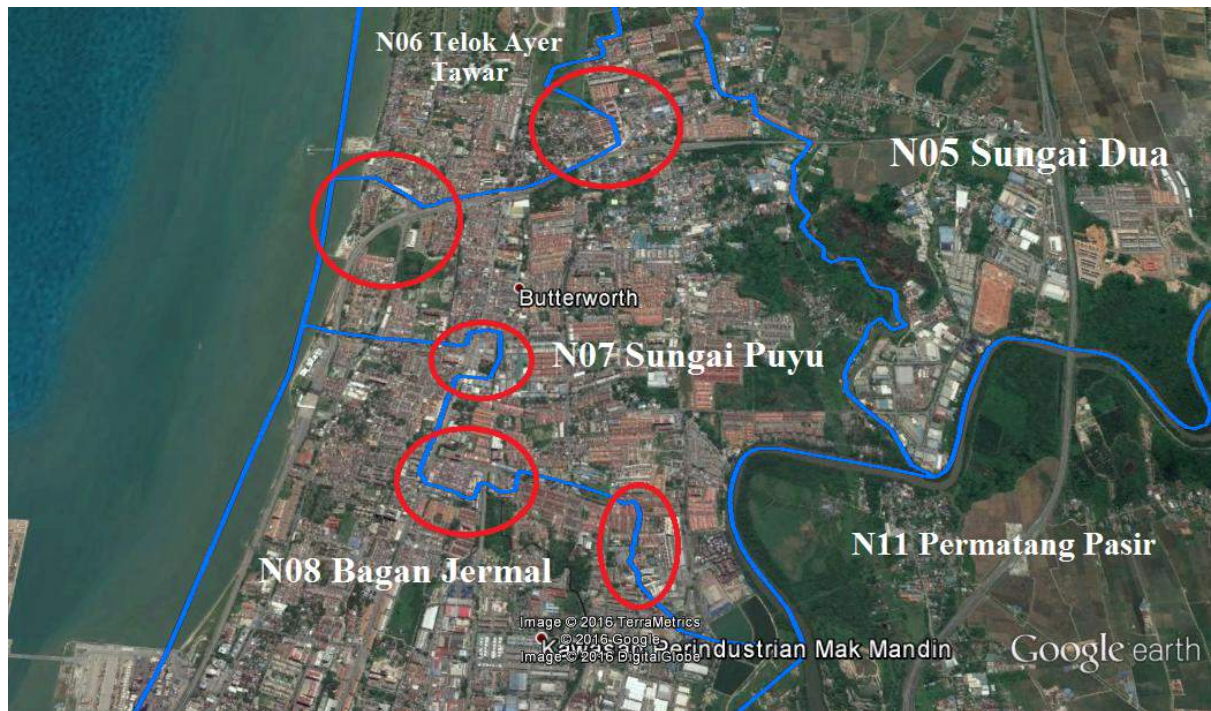 N06 Telok Ayer
Tawar
N05 Sungai Dua
Butterworth
N07 Sungai Puyu
N11 Permatang Pasir
N08 Bagan Jermal
Image © 2016 TerraMetrics
© 2016 Google
Image © 2016 DigitalGlobe
Kawasan Perindustrian Mak Mandin
Google earth